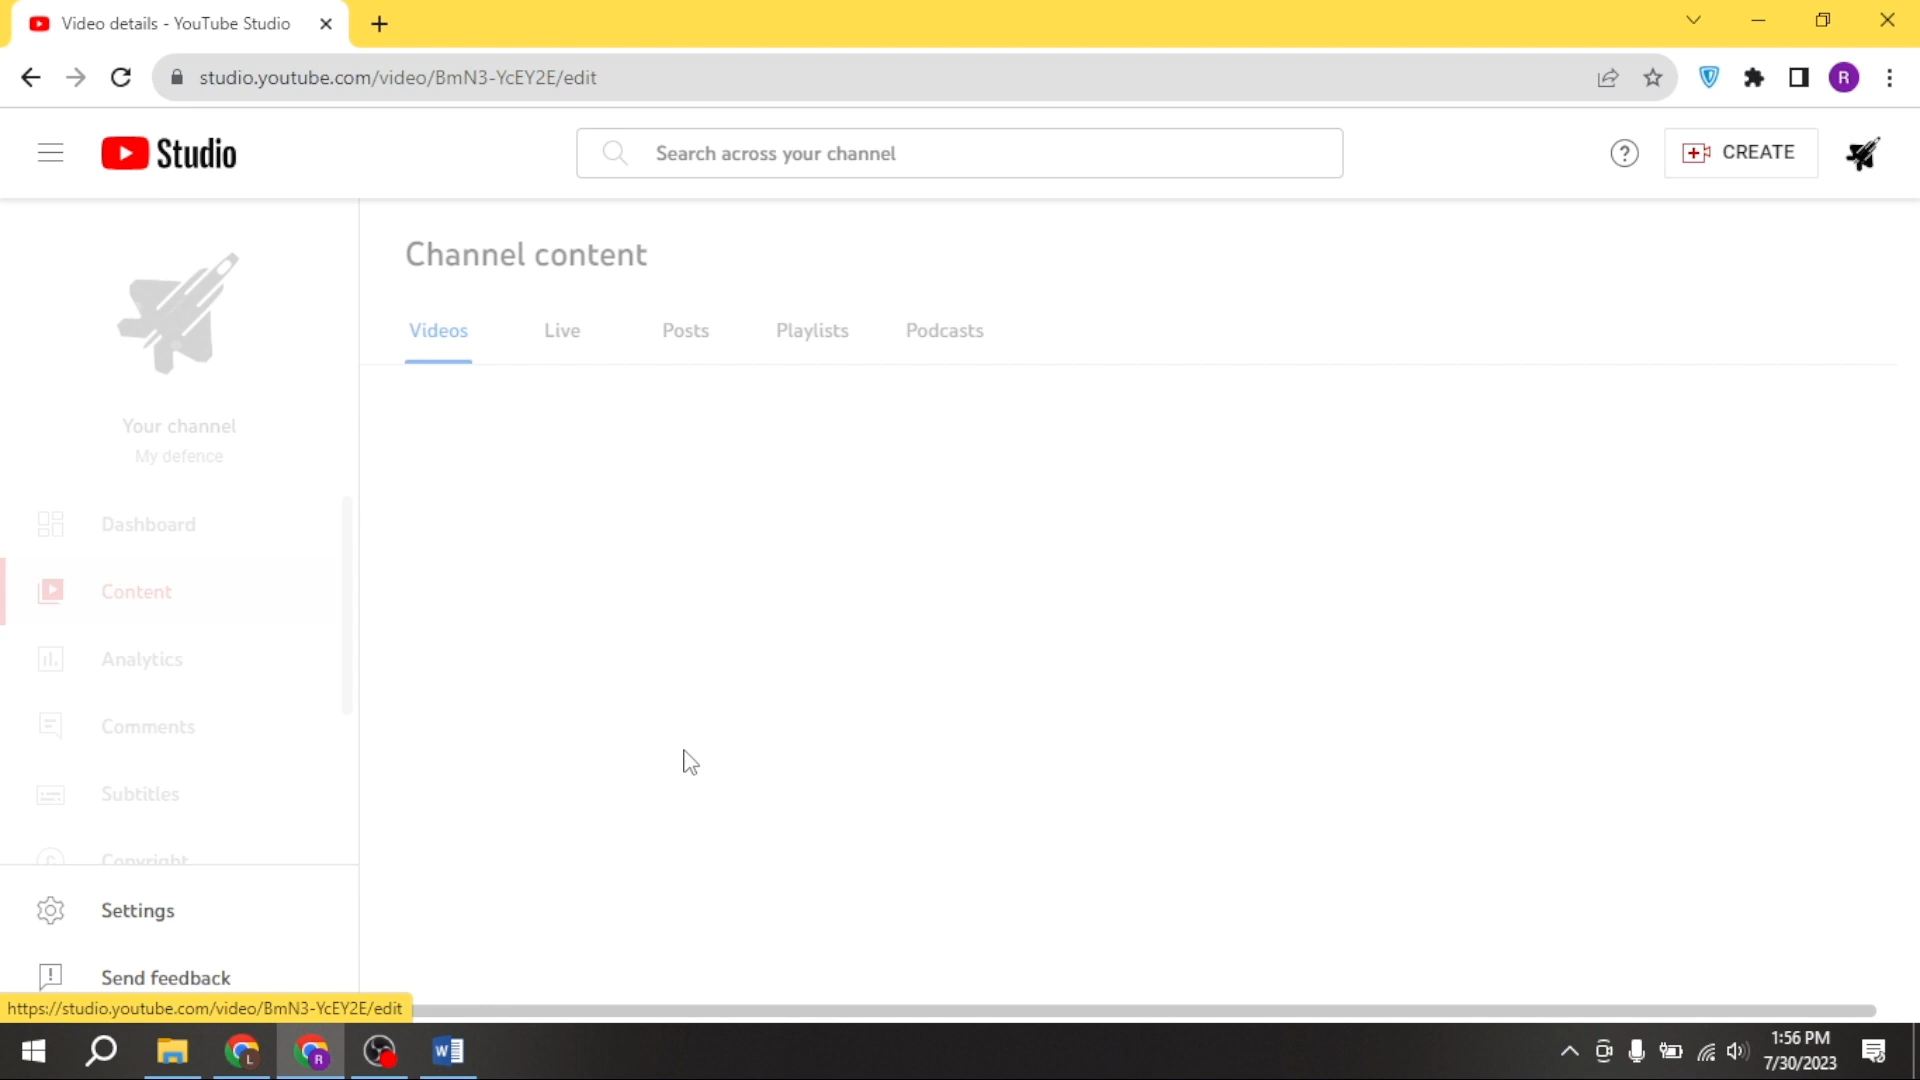 Video details - YouTube Studio
studio.youtube.com/video/BmN3-YcEY2E/edit
R
Studio
Search across your channel
?
CREATE
Channel content
Videos
Live
Posts
Playlists
Podcasts
Your channel
My defence
Dashboard
Content
Analytics
Comments
Subtitles
Copyright
Settings
Send feedback
https://studio.youtube.com/video/BmN3-YcEY2E/edit
L
R
W
1:56 PM
7/30/2023